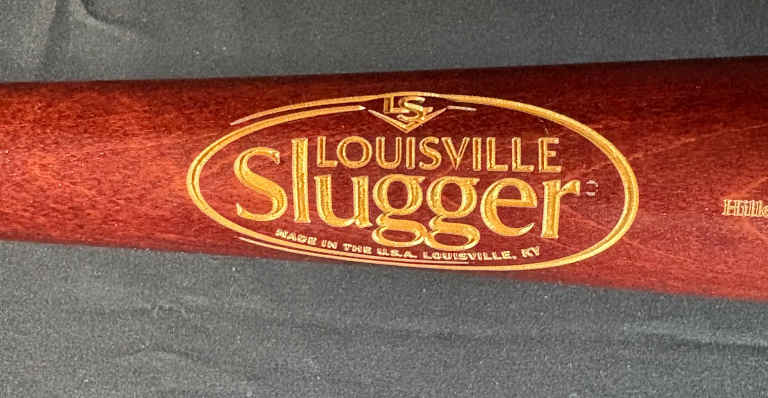 LS
LOUISVILLE
Slugger
MADE IN THE U.S.A. LOUISVILLE, KY